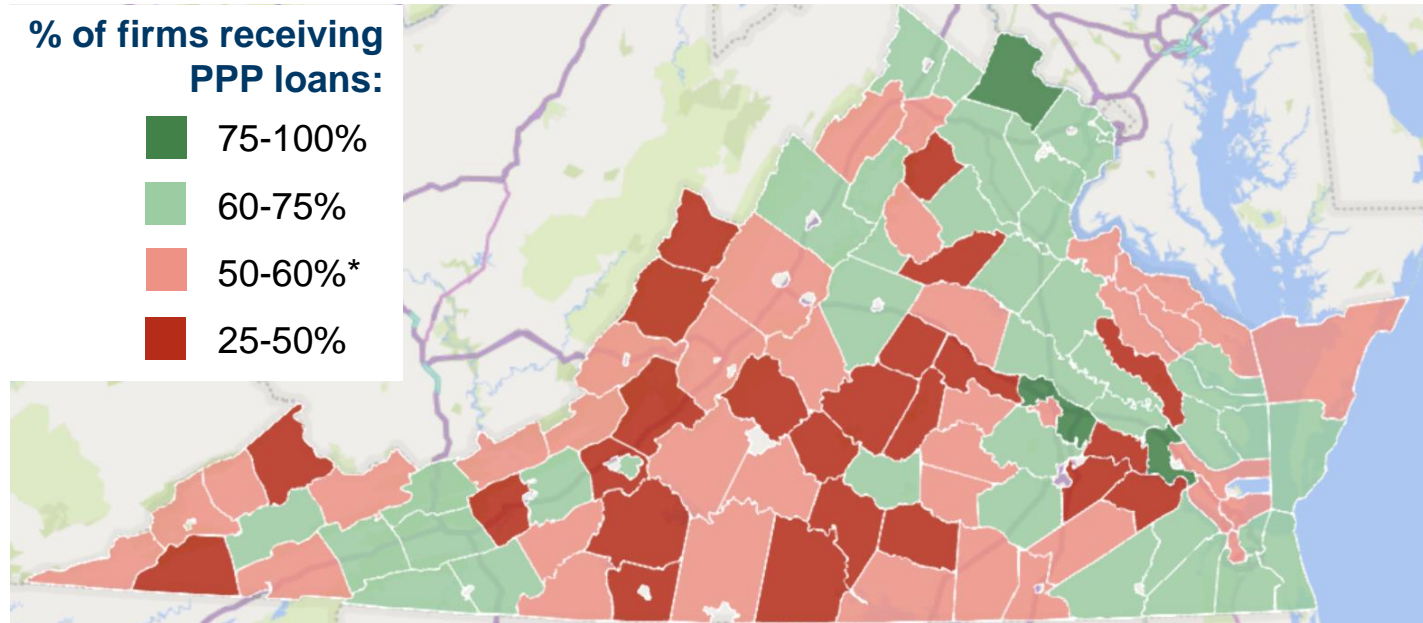 % of firms receiving
PPP loans:
75-100%
60-75%
50-60%*
25-50%